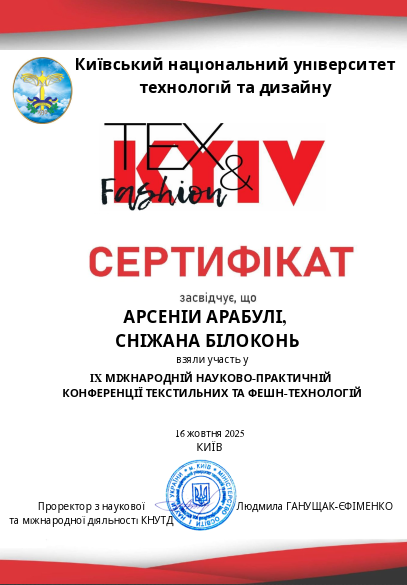 Київський національний університет
технологій та дизайну
TEX
KYIV
& Fashion
СЕРТИФІКАТ
засвідчує, що
АРСЕНІЙ АРАБУЛІ,
СНІЖАНА БІЛОКОНЬ
взяли участь у
ІХ МІЖНАРОДНІЙ НАУКОВО-ПРАКТИЧНІЙ
КОНФЕРЕНЦІЇ ТЕКСТИЛЬНИХ ТА ФЕШН-ТЕХНОЛОГІЙ
16 жовтня 2025
КИЇВ
Проректор з наукової
та міжнародної діяльності КНУТД
Людмила ГАНУЩАК-ЄФІМЕНКО